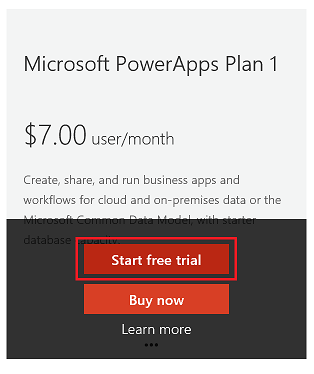 Microsoft PowerApps Plan 1
$7.00 user/month
Create, share, and run business apps and
workflows for cloud and on-premises data or the
Microsoft Common Data Model, with starter
database capacity.
Start free trial
Buy now
Learn more